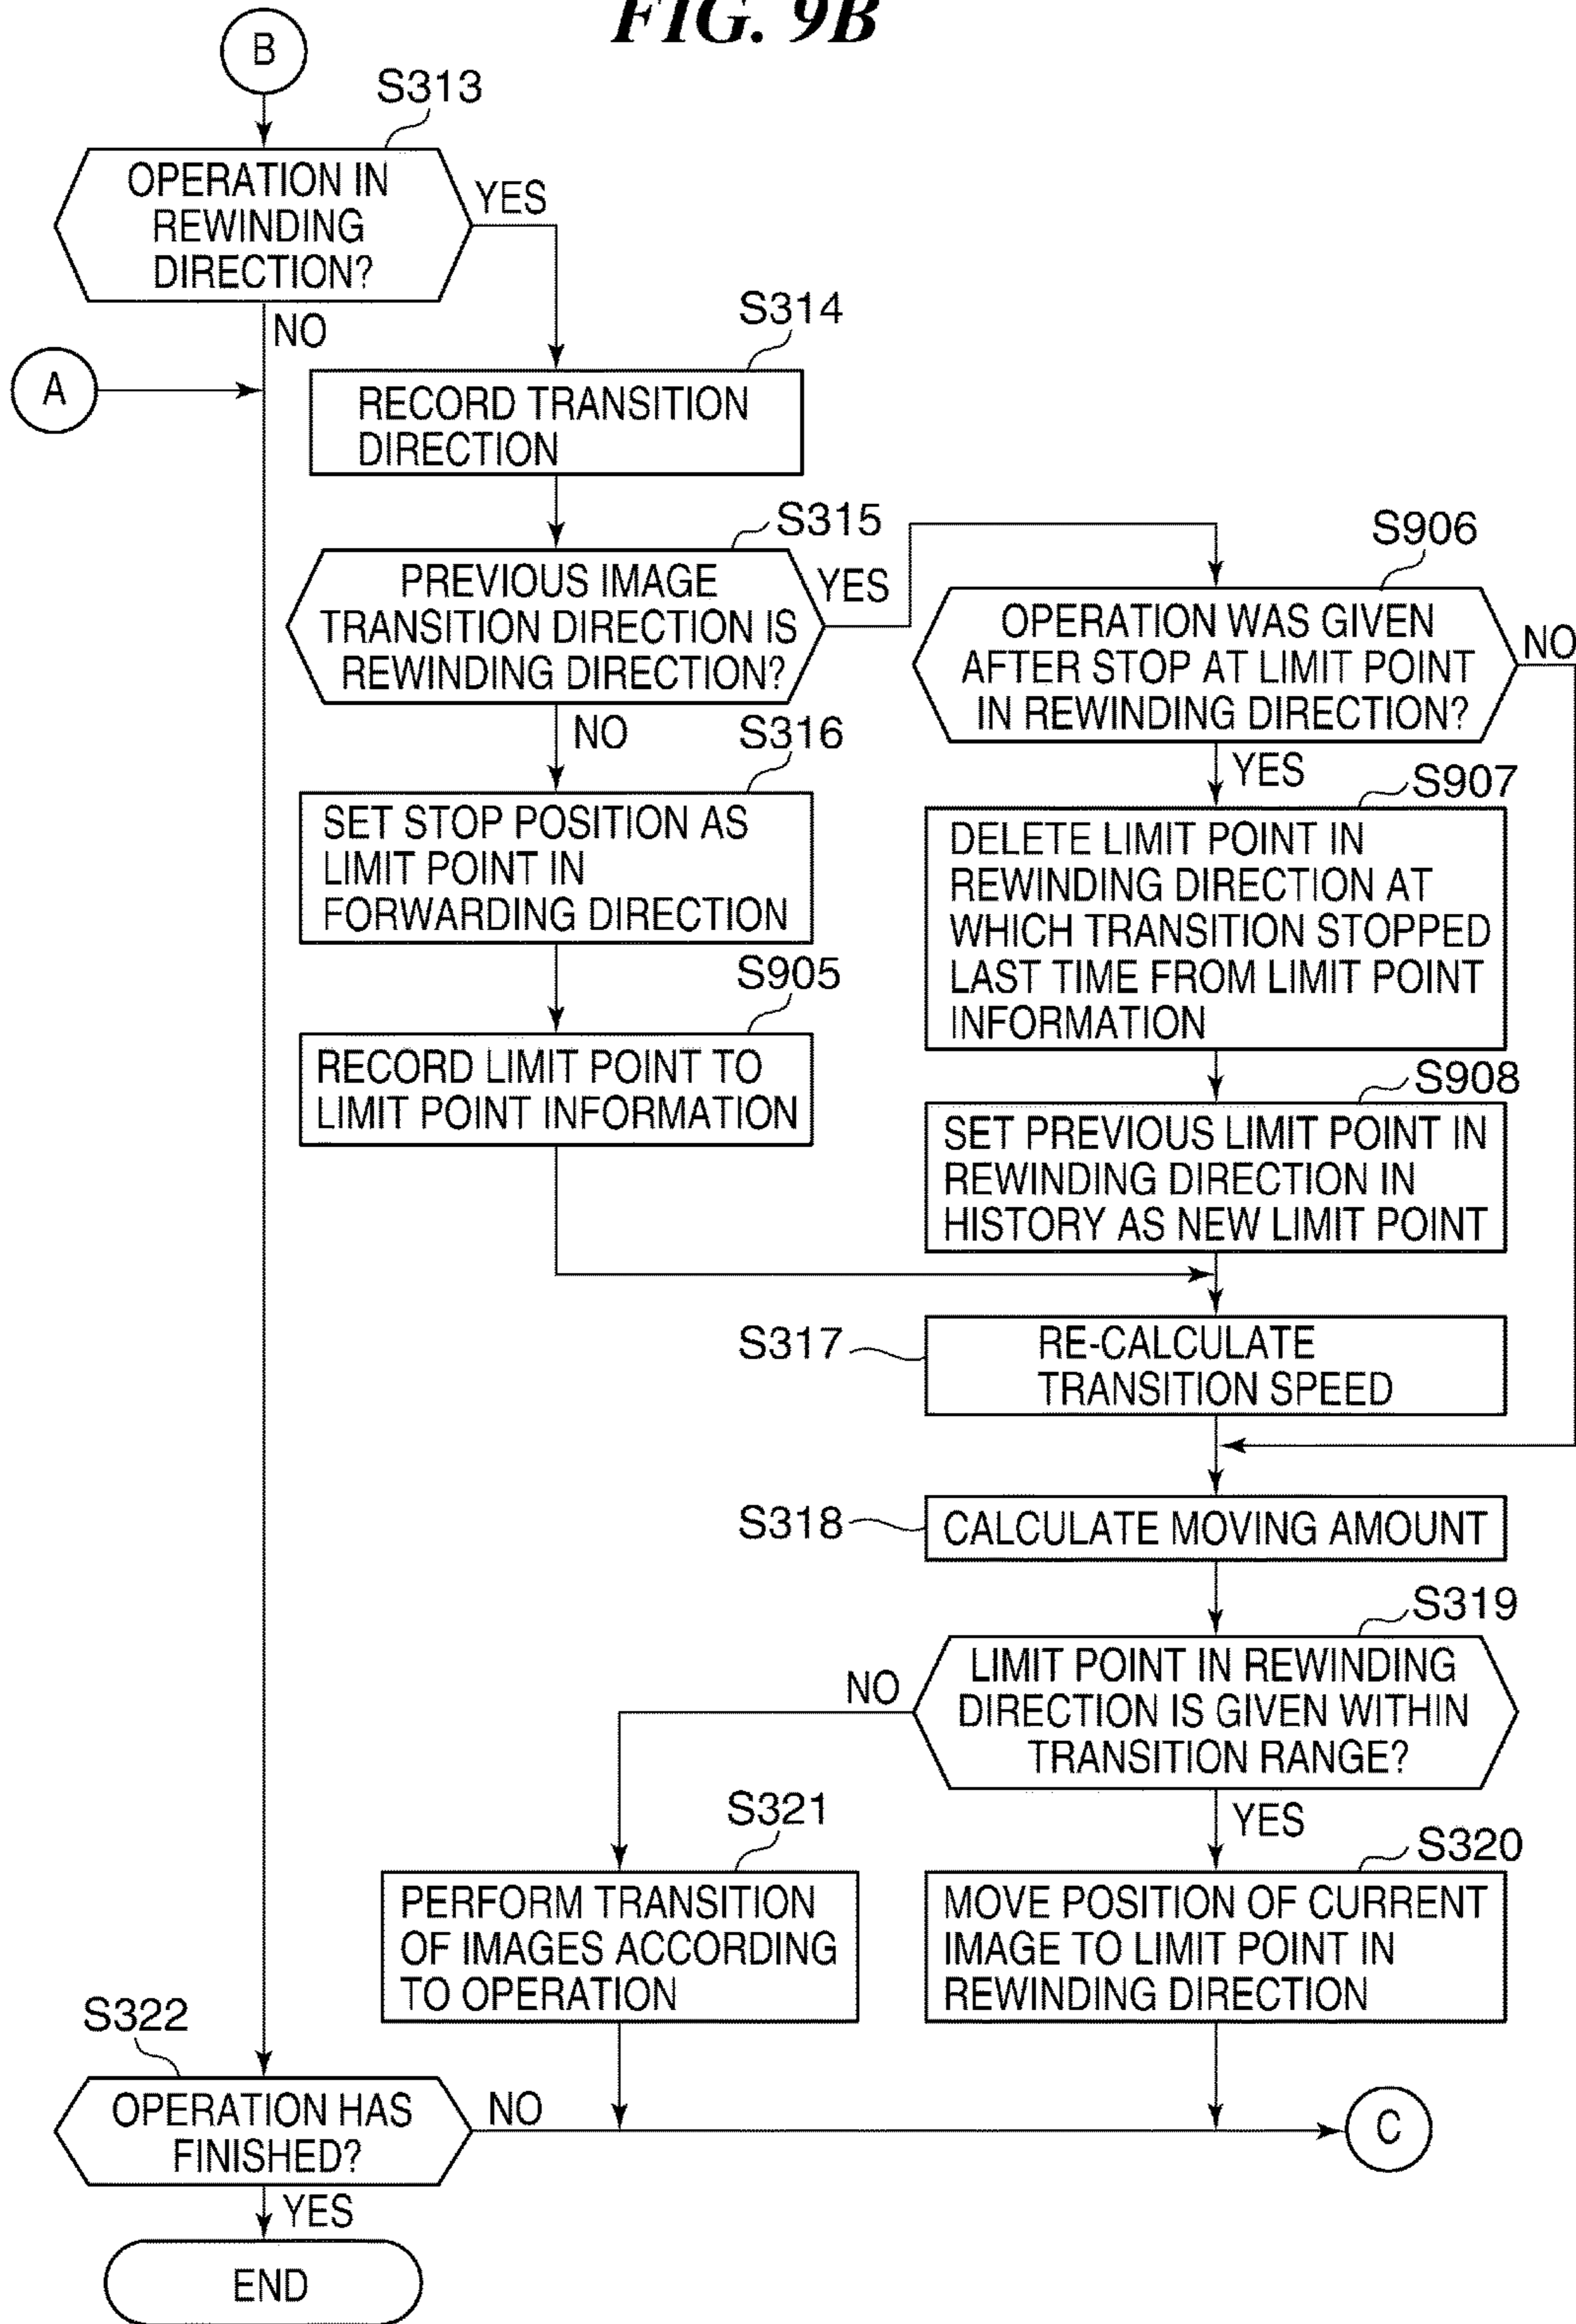 FIG. 9B
B
S313
OPERATION IN
REWINDING
DIRECTION?
YES
NO
A
S314
RECORD TRANSITION
DIRECTION
S315
PREVIOUS IMAGE
TRANSITION DIRECTION IS
REWINDING DIRECTION?
YES
NO
S906
OPERATION WAS GIVEN
AFTER STOP AT LIMIT POINT
IN REWINDING DIRECTION?
NO
YES
S316
SET STOP POSITION AS
LIMIT POINT IN
FORWARDING DIRECTION
S907
DELETE LIMIT POINT IN
REWINDING DIRECTION AT
WHICH TRANSITION STOPPED
LAST TIME FROM LIMIT POINT
INFORMATION
S905
RECORD LIMIT POINT TO
LIMIT POINT INFORMATION
S908
SET PREVIOUS LIMIT POINT IN
REWINDING DIRECTION IN
HISTORY AS NEW LIMIT POINT
S317
RE-CALCULATE
TRANSITION SPEED
S318
CALCULATE MOVING AMOUNT
S319
LIMIT POINT IN REWINDING
DIRECTION IS GIVEN WITHIN
TRANSITION RANGE?
NO
YES
S321
PERFORM TRANSITION
OF IMAGES ACCORDING
TO OPERATION
S320
MOVE POSITION OF CURRENT
IMAGE TO LIMIT POINT IN
REWINDING DIRECTION
S322
OPERATION HAS
FINISHED?
NO
C
YES
END